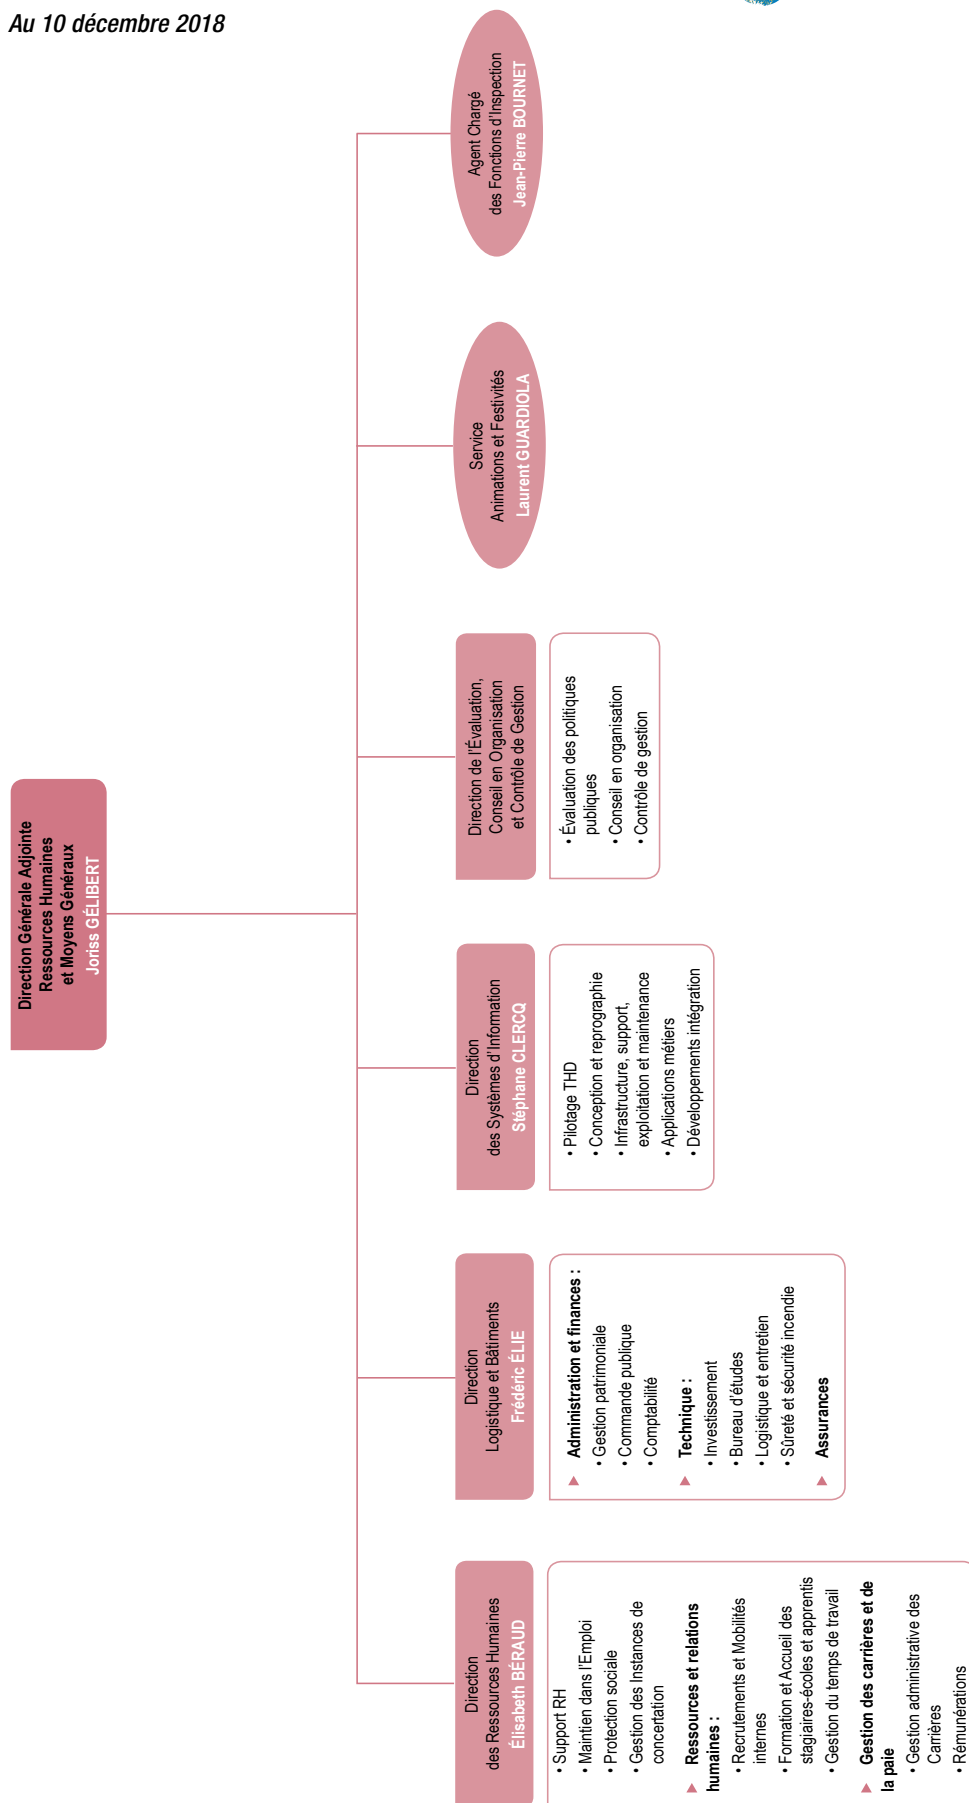 Au 10 décembre 2018
Direction Générale Adjointe
Ressources Humaines
et Moyens Généraux
Joriss GÉLIBERT
Direction
des Ressources Humaines
Élisabeth BÉRAUD
• Support RH
• Maintien dans l'Emploi
• Protection sociale
• Gestion des Instances de
concertation
▶ Ressources et relations
humaines :
• Recrutements et Mobilités
internes
• Formation et Accueil des
stagiaires-écoles et apprentis
• Gestion du temps de travail
▶ Gestion des carrières et de
la paie
• Gestion administrative des
Carrières
• Rémunérations
Direction
Logistique et Bâtiments
Frédéric ÉLIE
▶ Administration et finances :
• Gestion patrimoniale
• Commande publique
• Comptabilité
▶ Technique :
• Investissement
• Bureau d'études
• Logistique et entretien
• Sûreté et sécurité incendie
▶ Assurances
Direction
des Systèmes d'Information
Stéphane CLERCQ
• Pilotage THD
• Conception et reprographie
• Infrastructure, support,
exploitation et maintenance
• Applications métiers
• Développements intégration
Direction de l'Évaluation,
Conseil en Organisation
et Contrôle de Gestion
• Évaluation des politiques
publiques
• Conseil en organisation
• Contrôle de gestion
Service
Animations et Festivités
Laurent GUARDIOLA
Agent Chargé
des Fonctions d'Inspection
Jean-Pierre BOURNET